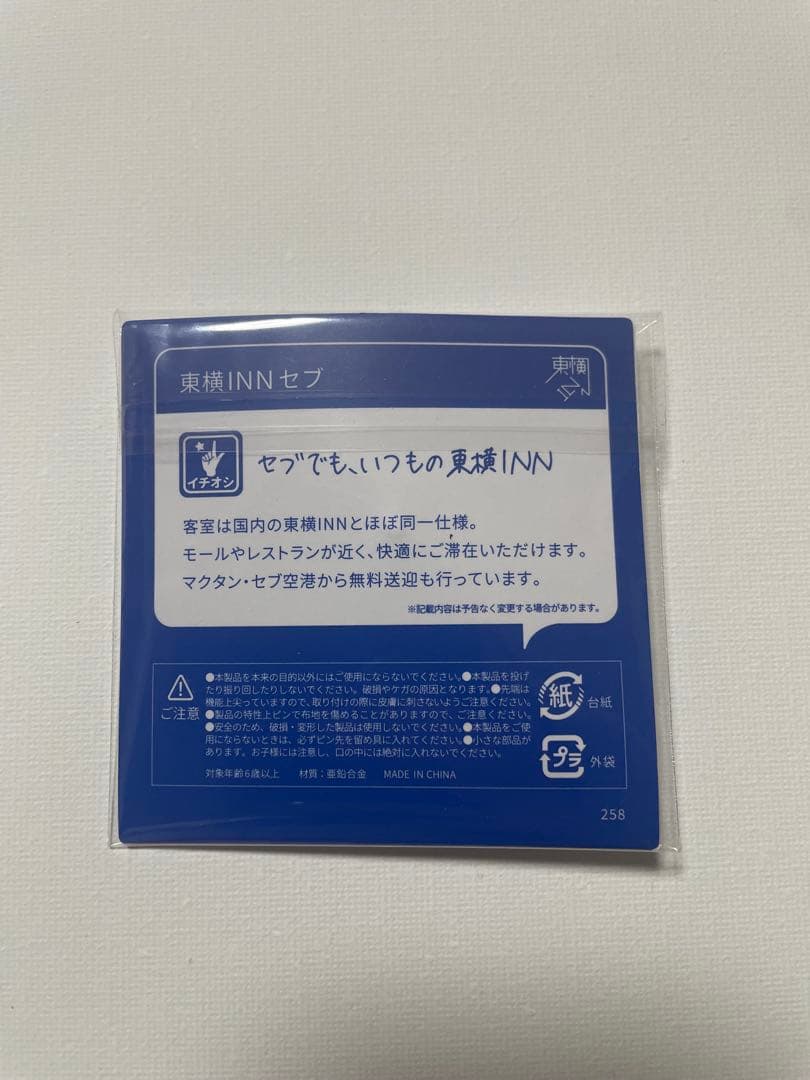 東横INN セブ
東横INN
イチオシ
セブでも、いつもの東横INN
客室は国内の東横INNとほぼ同一仕様。
モールやレストランが近く、快適にご滞在いただけます。
マクタン・セブ空港から無料送迎も行っています。
※記載内容は予告なく変更する場合があります。
ご注意
●本製品を本来の目的以外にはご使用にならないでください。●本製品を投げ
たり振り回したりしないでください。破損やケガの原因となります。●先端は
機能上尖っていますので、取り付けの際に皮膚に刺さないようご注意ください。
●製品の特性上ピンで布地を傷めることがありますので、ご注意ください。
●安全のため、破損・変形した製品は使用しないでください。●本製品をご使
用にならないときは、必ずピン先を留め具に入れてください。●小さな部品が
あります。お子様には注意し、口の中には絶対に入れないでください。
対象年齢6歳以上 材質：亜鉛合金 MADE IN CHINA
紙 台紙
プラ 外袋
258